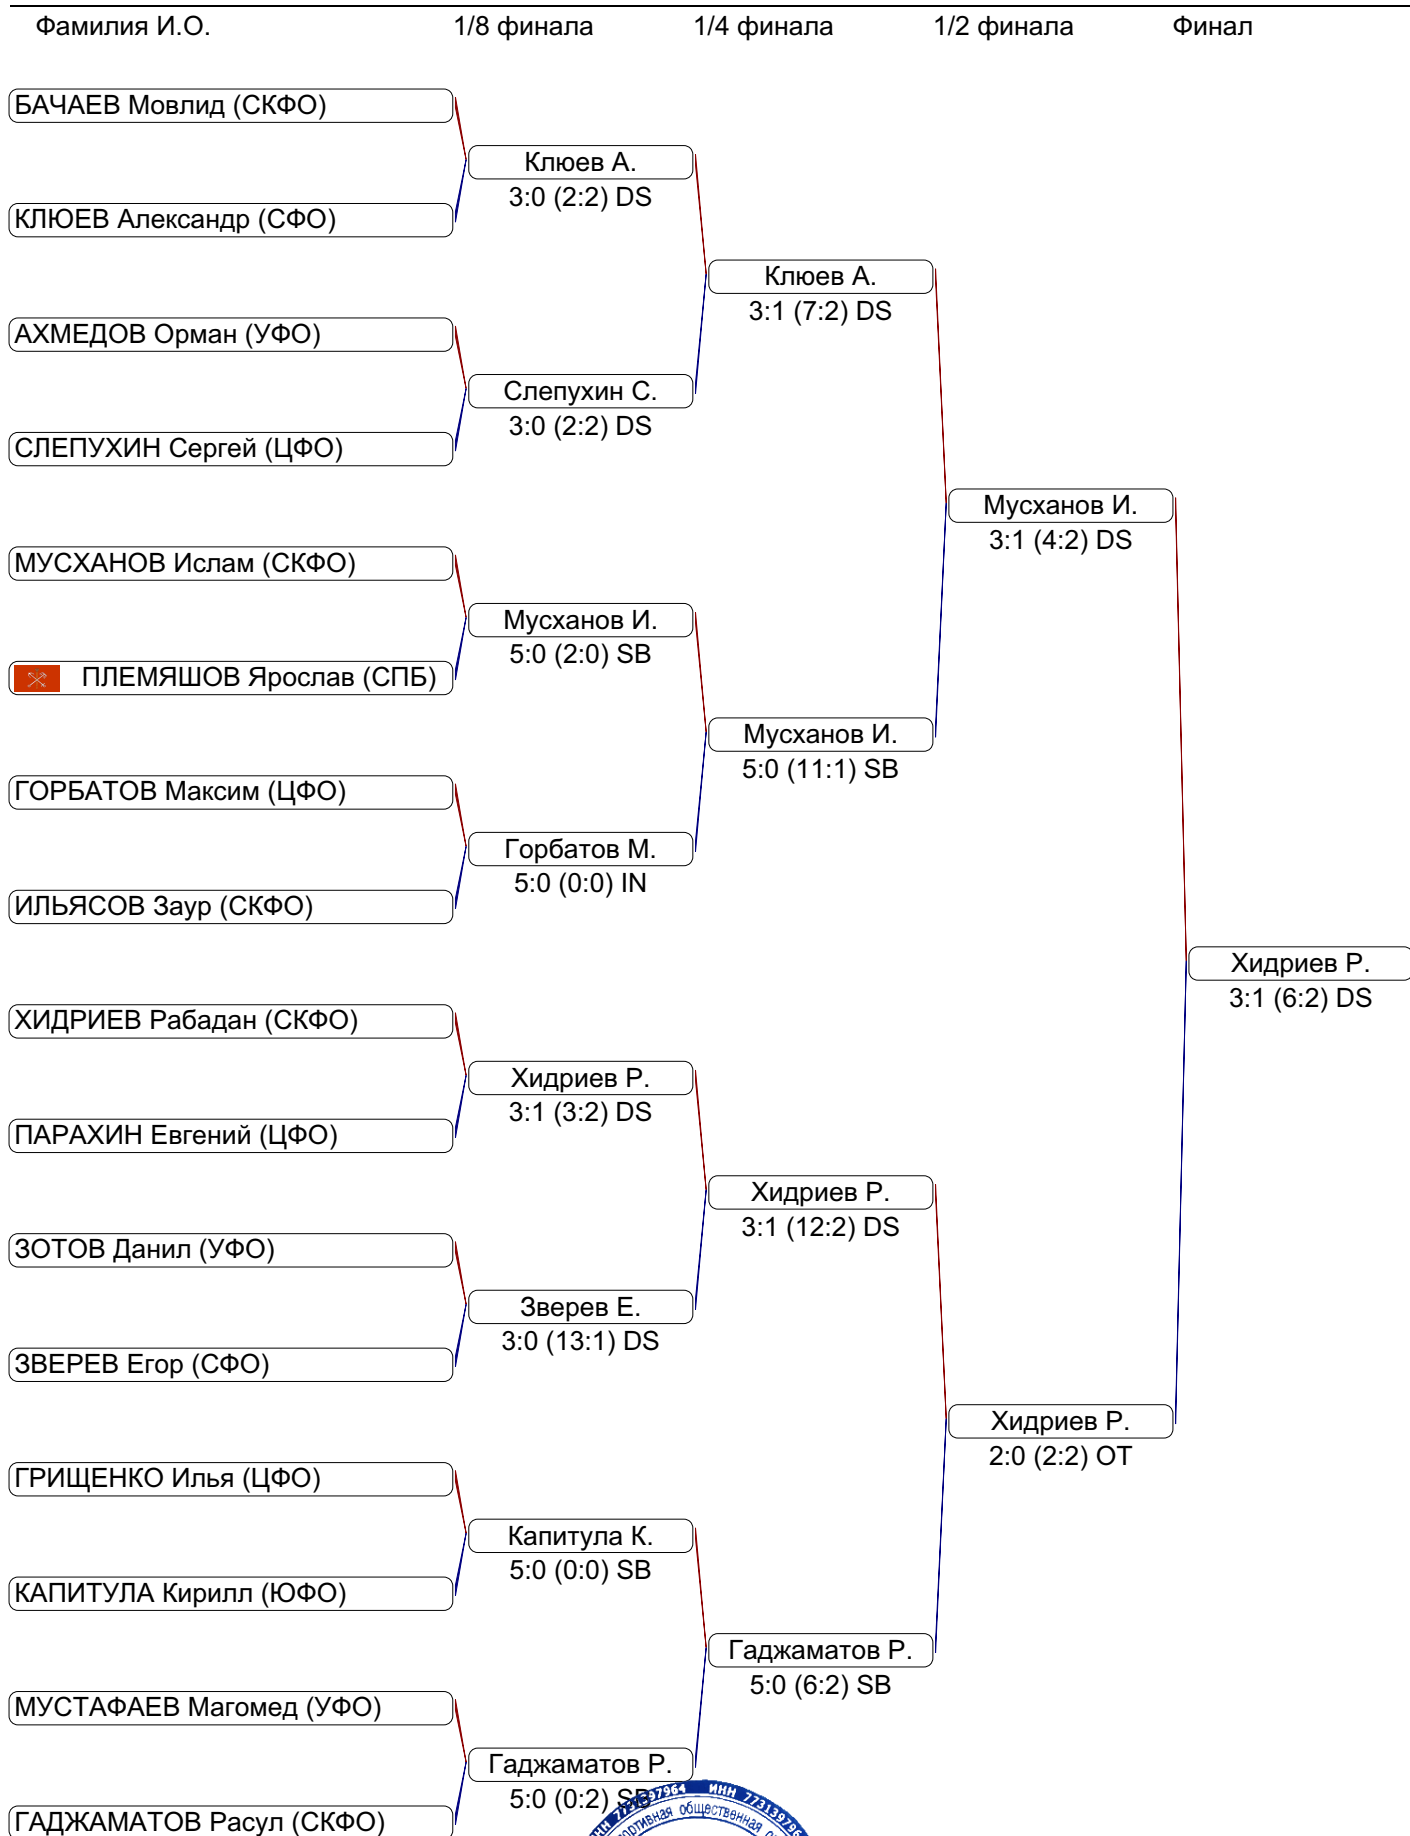 Фамилия И.О. 1/8 финала 1/4 финала 1/2 финала Финал
БАЧАЕВ Мовлид (СКФО)
Клюев А.
3:0 (2:2) DS
КЛЮЕВ Александр (СФО)
Клюев А.
3:1 (7:2) DS
АХМЕДОВ Орман (УФО)
Слепухин С.
3:0 (2:2) DS
СЛЕПУХИН Сергей (ЦФО)
Мусханов И.
3:1 (4:2) DS
МУСХАНОВ Ислам (СКФО)
Мусханов И.
5:0 (2:0) SB
ПЛЕМЯШОВ Ярослав (СПБ)
Мусханов И.
5:0 (11:1) SB
ГОРБАТОВ Максим (ЦФО)
Горбатов М.
5:0 (0:0) IN
ИЛЬЯСОВ Заур (СКФО)
Хидриев Р.
3:1 (6:2) DS
ХИДРИЕВ Рабадан (СКФО)
Хидриев Р.
3:1 (3:2) DS
ПАРАХИН Евгений (ЦФО)
Хидриев Р.
3:1 (12:2) DS
ЗОТОВ Данил (УФО)
Зверев Е.
3:0 (13:1) DS
ЗВЕРЕВ Егор (СФО)
Хидриев Р.
2:0 (2:2) OT
ГРИЩЕНКО Илья (ЦФО)
Капитула К.
5:0 (0:0) SB
КАПИТУЛА Кирилл (ЮФО)
Гаджаматов Р.
5:0 (6:2) SB
МУСТАФАЕВ Магомед (УФО)
Гаджаматов Р.
5:0 (0:2) SB
ГАДЖАМАТОВ Расул (СКФО)
ИНН
общественная